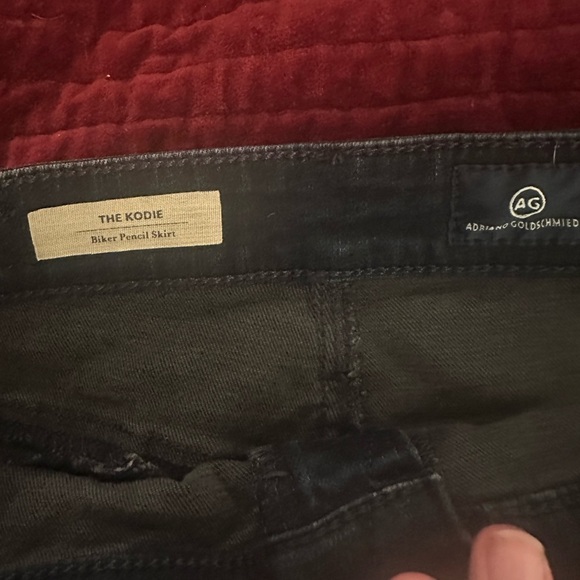 THE KODIE
Biker Pencil Skirt
AG
ADRIANO GOLDSCHMIED